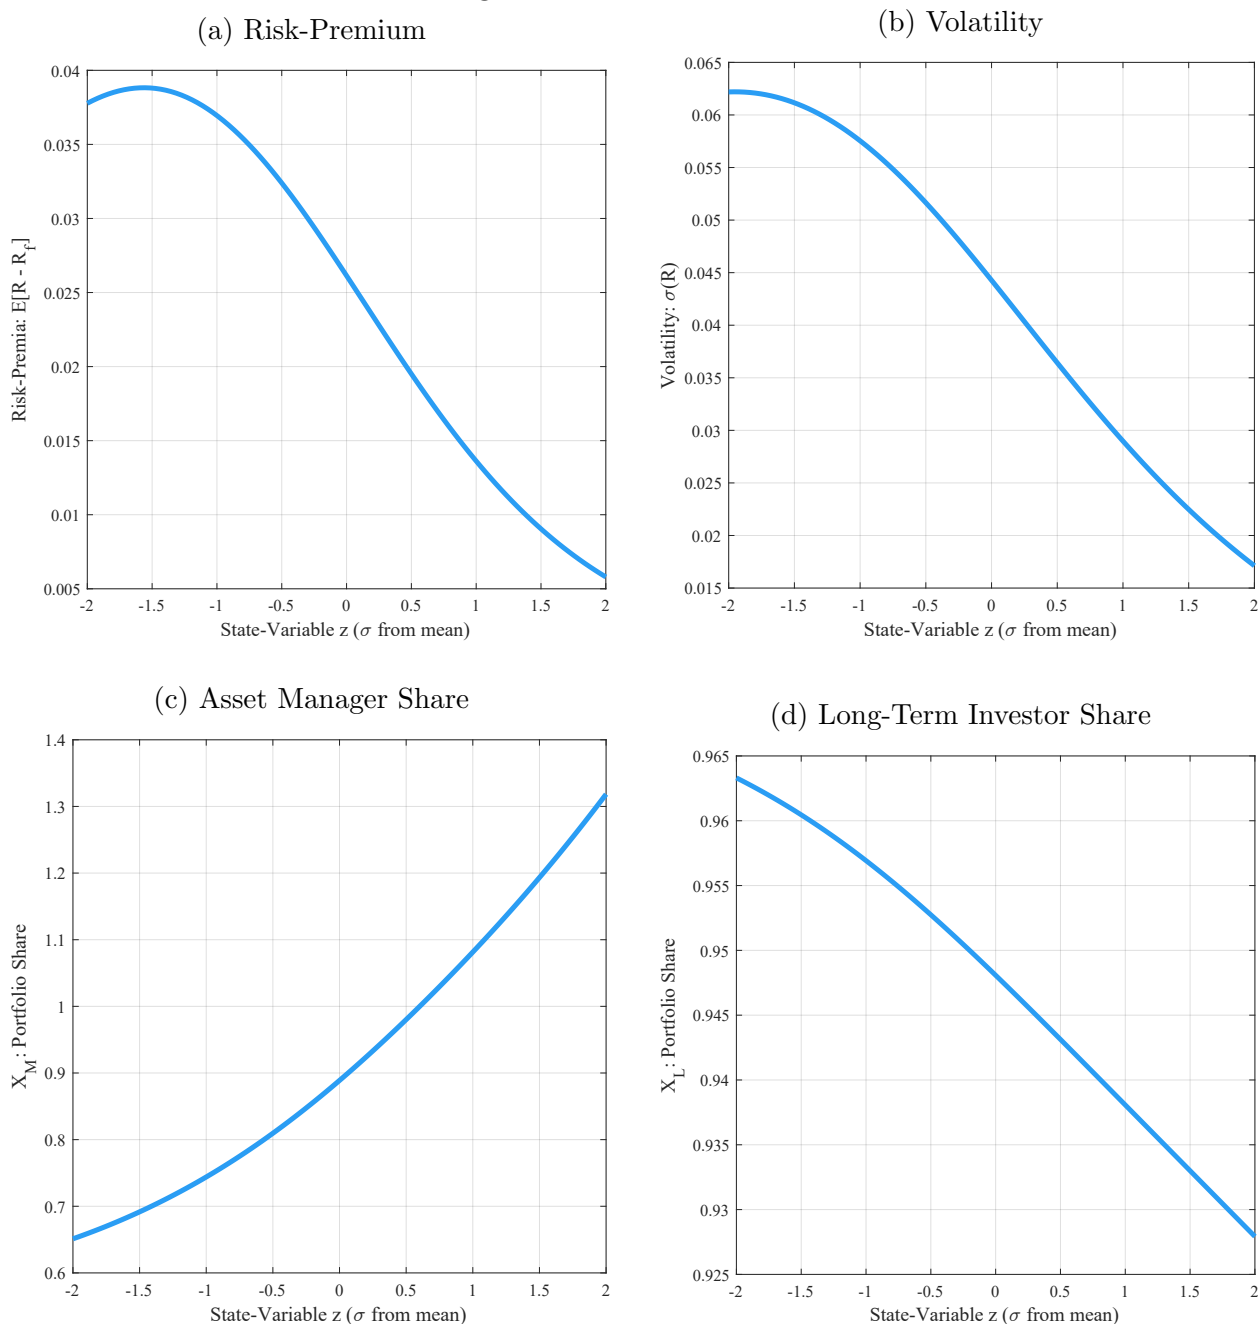 (a) Risk-Premium
0.04
0.035
0.03
0.025
0.02
0.015
0.01
0.005
Risk-Premia: E[R - R_f]
-2 -1.5 -1 -0.5 0 0.5 1 1.5 2
State-Variable z (σ from mean)
(b) Volatility
0.065
0.06
0.055
0.05
0.045
0.04
0.035
0.03
0.025
0.02
0.015
Volatility: σ(R)
-2 -1.5 -1 -0.5 0 0.5 1 1.5 2
State-Variable z (σ from mean)
(c) Asset Manager Share
1.4
1.3
1.2
1.1
1
0.9
0.8
0.7
0.6
X_M: Portfolio Share
-2 -1.5 -1 -0.5 0 0.5 1 1.5 2
State-Variable z (σ from mean)
(d) Long-Term Investor Share
0.965
0.96
0.955
0.95
0.945
0.94
0.935
0.93
0.925
X_L: Portfolio Share
-2 -1.5 -1 -0.5 0 0.5 1 1.5 2
State-Variable z (σ from mean)